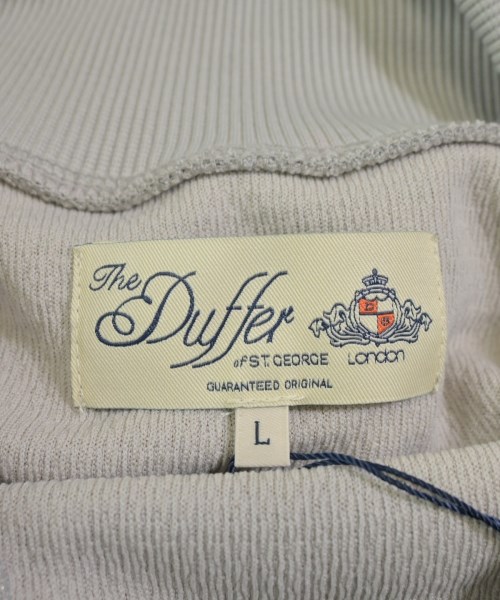 The
Duffer
of ST. GEORGE
London
GUARANTEED ORIGINAL
L